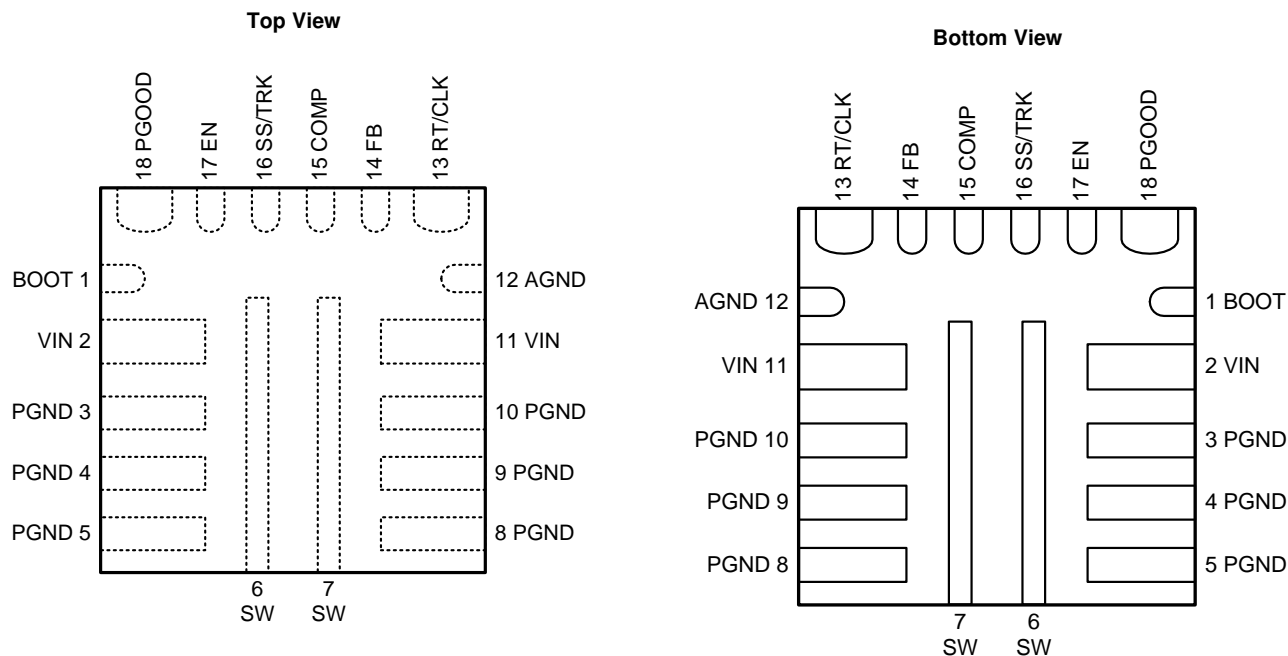 Top View
18 PGOOD
17 EN
16 SS/TRK
15 COMP
14 FB
13 RT/CLK
BOOT 1
12 AGND
VIN 2
11 VIN
PGND 3
10 PGND
PGND 4
9 PGND
PGND 5
8 PGND
6
SW
7
SW
Bottom View
13 RT/CLK
14 FB
15 COMP
16 SS/TRK
17 EN
18 PGOOD
AGND 12
1 BOOT
VIN 11
2 VIN
PGND 10
3 PGND
PGND 9
4 PGND
PGND 8
5 PGND
7
SW
6
SW